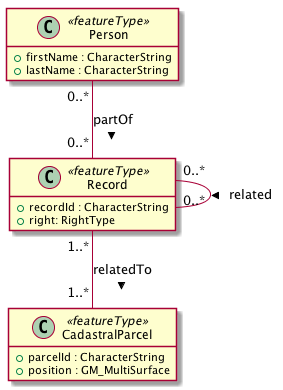 C «featureType»
Person
firstName : CharacterString
lastName : CharacterString
0..*
partOf
0..*
C «featureType»
Record
recordId : CharacterString
right: RightType
0..*
0..*
related
1..*
relatedTo
1..*
C «featureType»
CadastralParcel
parcelId : CharacterString
position : GM_MultiSurface